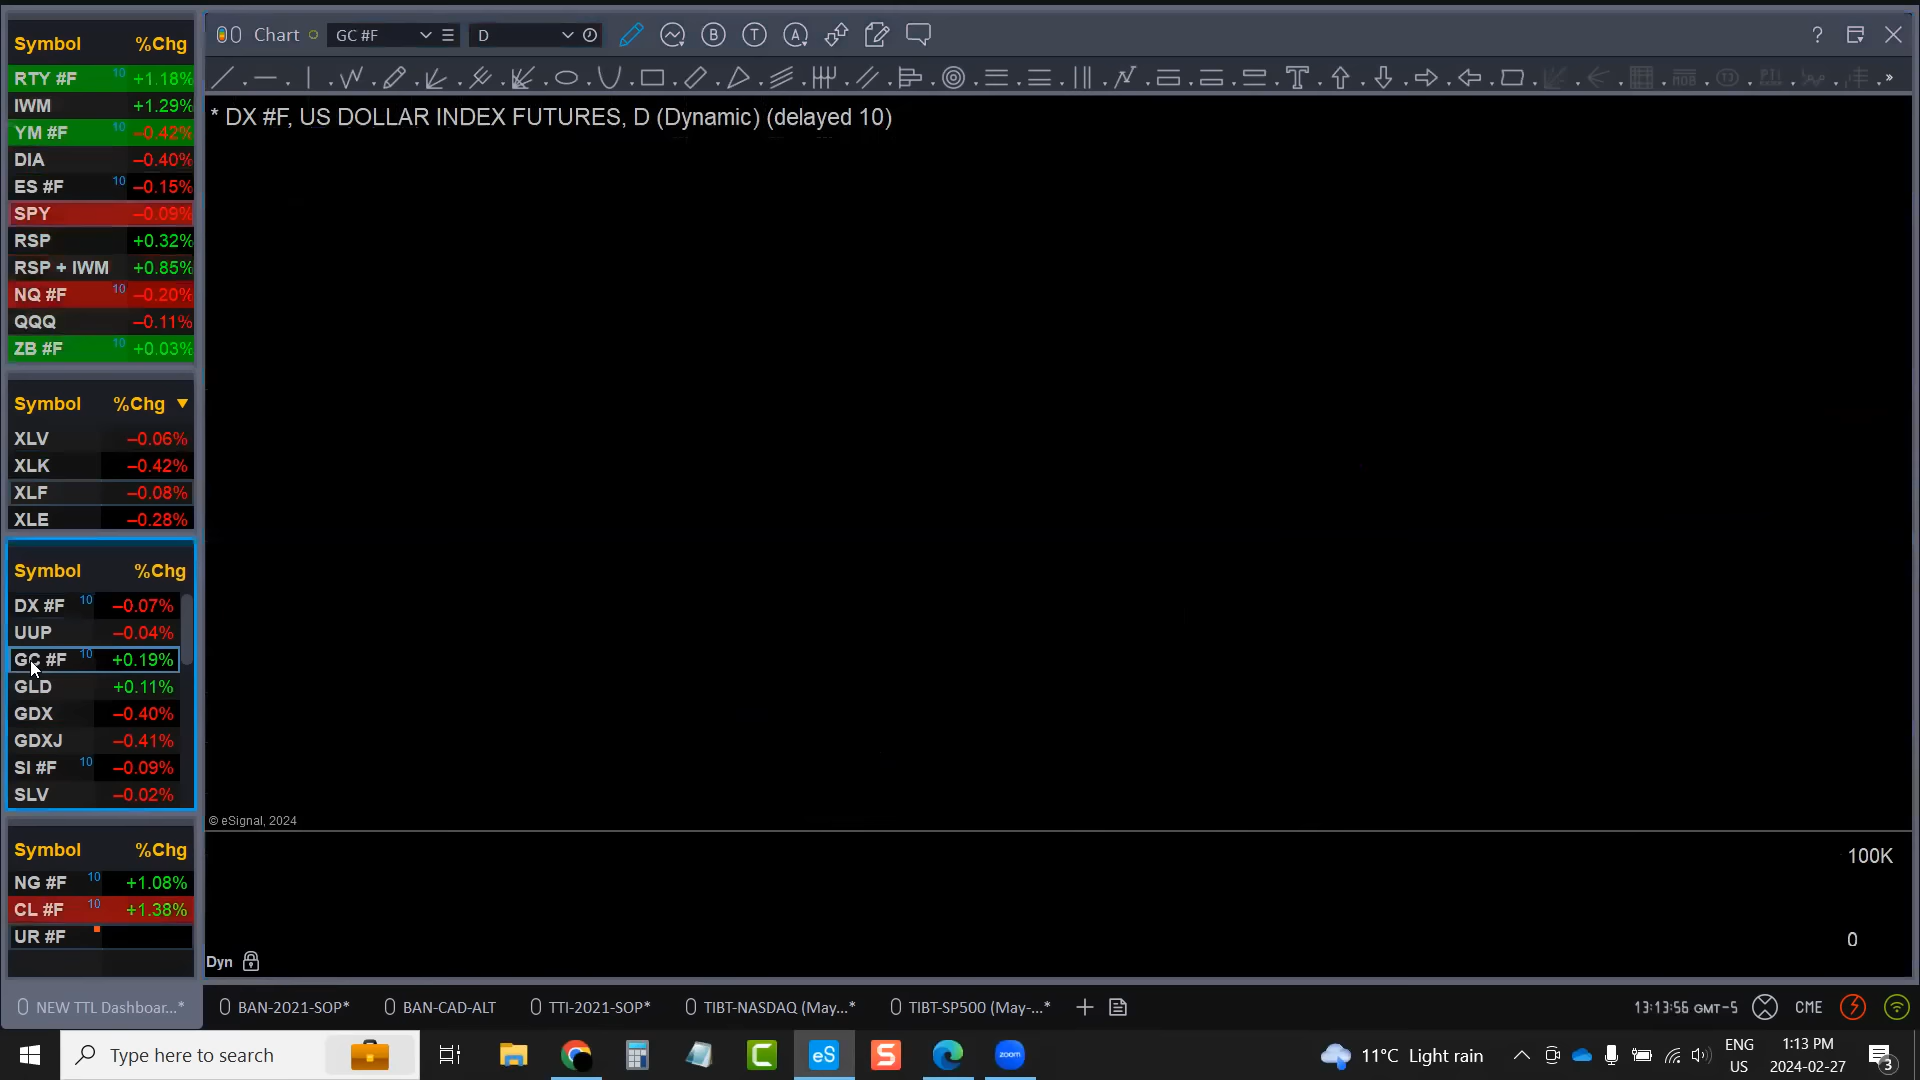 Symbol %Chg
RTY #F 10 +1.18%
IWM +1.29%
YM #F 10 –0.42%
DIA –0.40%
ES #F 10 –0.15%
SPY –0.09%
RSP +0.32%
RSP + IWM +0.85%
NQ #F 10 –0.20%
QQQ –0.11%
ZB #F 10 +0.03%
Symbol %Chg ▼
XLV –0.06%
XLK –0.42%
XLF –0.08%
XLE –0.28%
Symbol %Chg
DX #F 10 –0.07%
UUP –0.04%
GC #F 10 +0.19%
GLD +0.11%
GDX –0.40%
GDXJ –0.41%
SI #F 10 –0.09%
SLV –0.02%
Symbol %Chg
NG #F 10 +1.08%
CL #F 10 +1.38%
UR #F
Chart GC #F D B T A ?
* DX #F, US DOLLAR INDEX FUTURES, D (Dynamic) (delayed 10)
© eSignal, 2024
100K
0
Dyn
NEW TTL Dashboar...* BAN-2021-SOP* BAN-CAD-ALT TTI-2021-SOP* TIBT-NASDAQ (May...* TIBT-SP500 (May-...* 13:13:56 GMT-5 CME
Type here to search eS S zoom 11°C Light rain ENG US 1:13 PM 2024-02-27 3